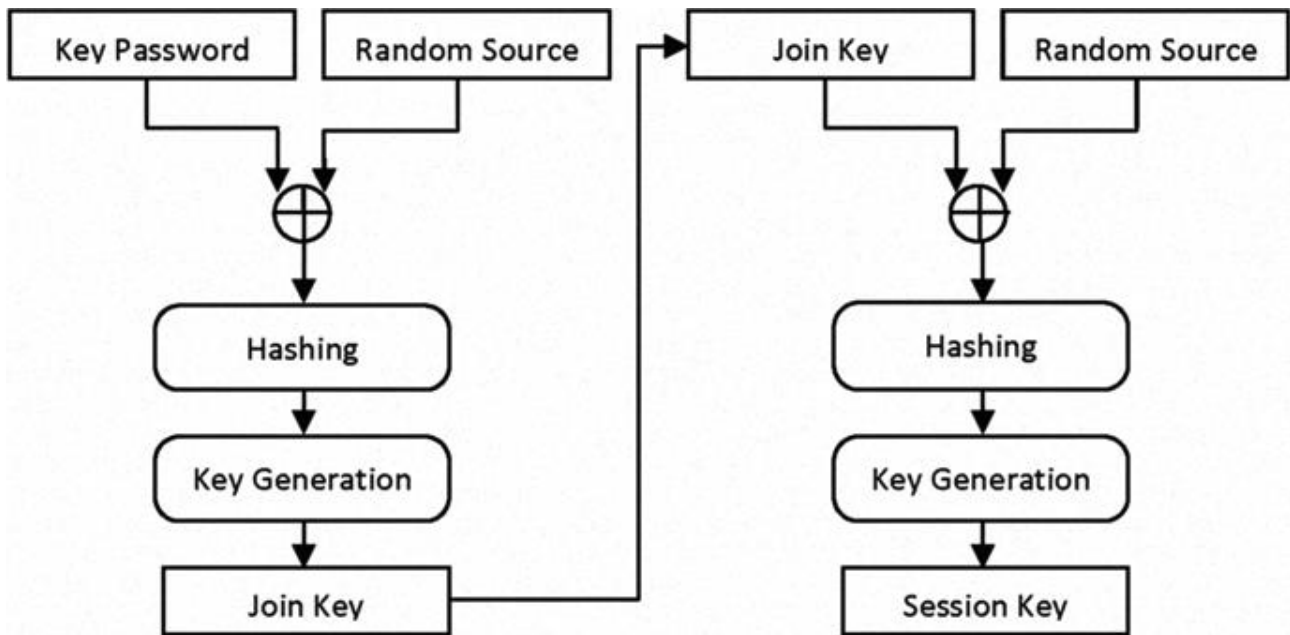 Key Password
Random Source
Join Key
Random Source
Hashing
Hashing
Key Generation
Key Generation
Join Key
Session Key